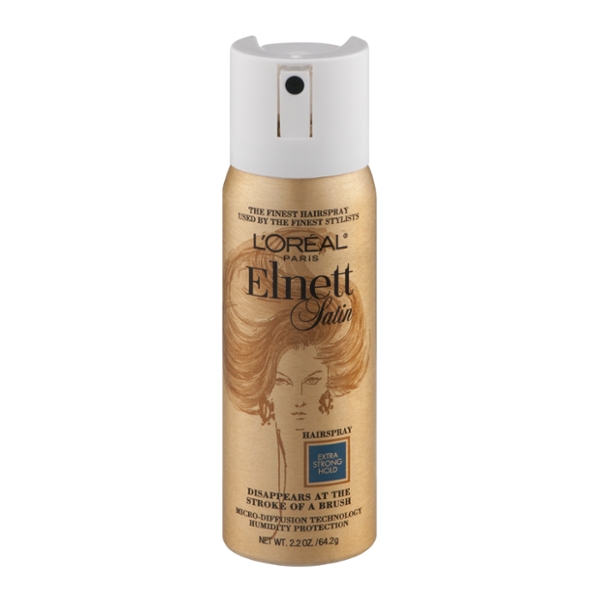 THE FINEST HAIRSPRAY
USED BY THE FINEST STYLISTS
L'ORÉAL®
PARIS
Elnett
Satin
HAIRSPRAY
EXTRA
STRONG
HOLD
DISAPPEARS AT THE
STROKE OF A BRUSH
MICRO-DIFFUSION TECHNOLOGY
HUMIDITY PROTECTION
NET WT. 2.2 OZ./64.2g